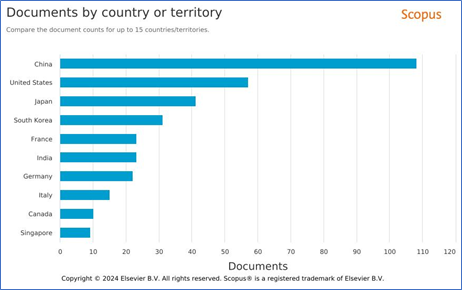 Documents by country or territory
Scopus
Compare the document counts for up to 15 countries/territories.
China
United States
Japan
South Korea
France
India
Germany
Italy
Canada
Singapore
0 10 20 30 40 50 60 70 80 90 100 110 120
Documents
Copyright © 2024 Elsevier B.V. All rights reserved. Scopus® is a registered trademark of Elsevier B.V.